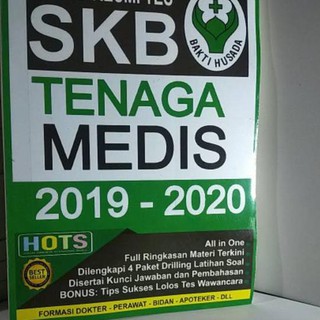 SKB
BAKTI HUSADA
TENAGA
MEDIS
2019 - 2020
HOTS
BEST
SELLER
All in One
Full Ringkasan Materi Terkini
Dilengkapi 4 Paket Drilling Latihan Soal
Disertai Kunci Jawaban dan Pembahasan
BONUS: Tips Sukses Lolos Tes Wawancara
FORMASI DOKTER - PERAWAT - BIDAN - APOTEKER - DLL